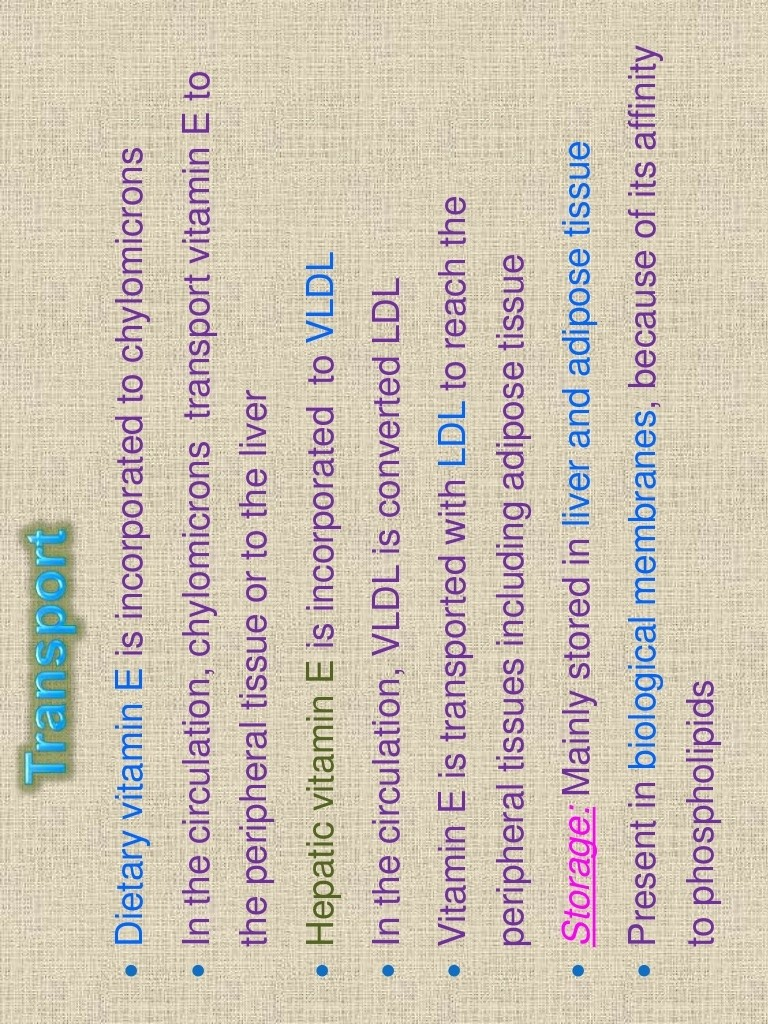 Transport
• Dietary vitamin E is incorporated to chylomicrons
• In the circulation, chylomicrons transport vitamin E to
the peripheral tissue or to the liver
• Hepatic vitamin E is incorporated to VLDL
• In the circulation, VLDL is converted LDL
• Vitamin E is transported with LDL to reach the
peripheral tissues including adipose tissue
• Storage: Mainly stored in liver and adipose tissue
• Present in biological membranes, because of its affinity
to phospholipids